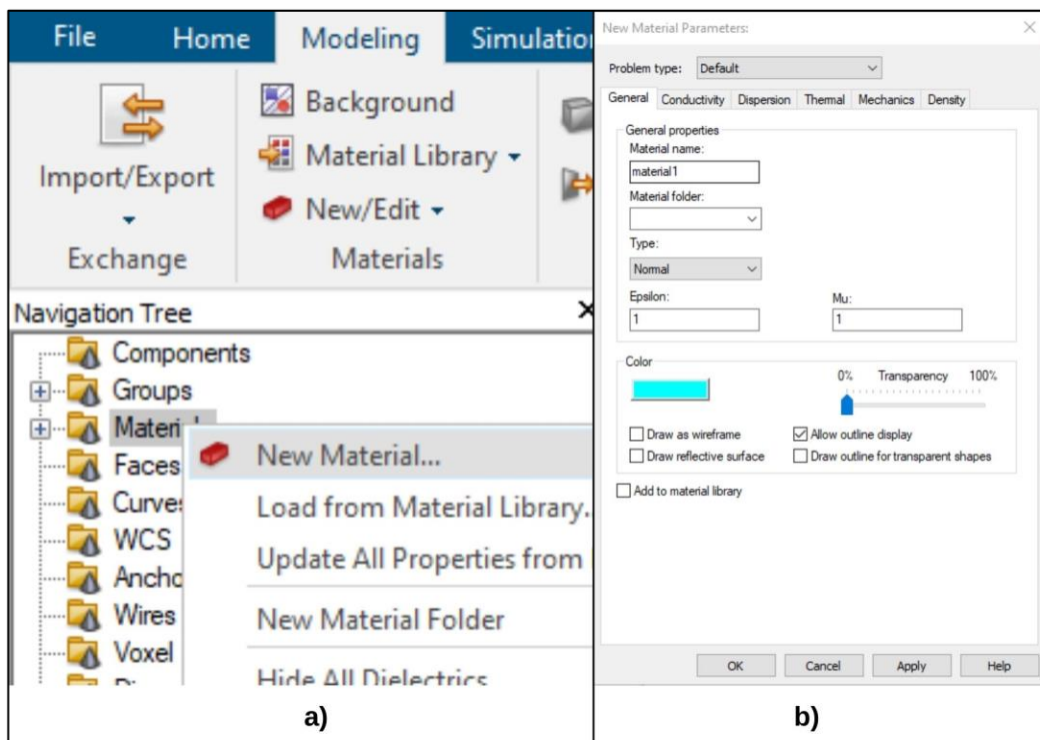 File Home Modeling Simulation
Import/Export
Background
Material Library
New/Edit
Exchange
Materials
Navigation Tree
Components
Groups
Faces
Curves
WCS
Wires
Voxel
New Material...
Load from Material Library.
Update All Properties from
New Material Folder
Hide All Dielectrics
a)
New Material Parameters:
Problem type: Default
General Conductivity Dispersion Thermal Mechanics Density
General properties
Material name:
material1
Material folder:
Type:
Normal
Epsilon: Mu:
1 1
Color
0% Transparency 100%
Draw as wireframe Allow outline display
Draw reflective surface Draw outline for transparent shapes
Add to material library
OK Cancel Apply Help
b)